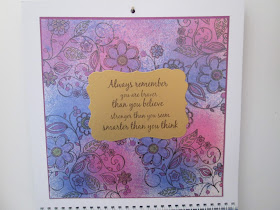 Always remember
you are braver
than you believe
stronger than you seem
smarter than you think